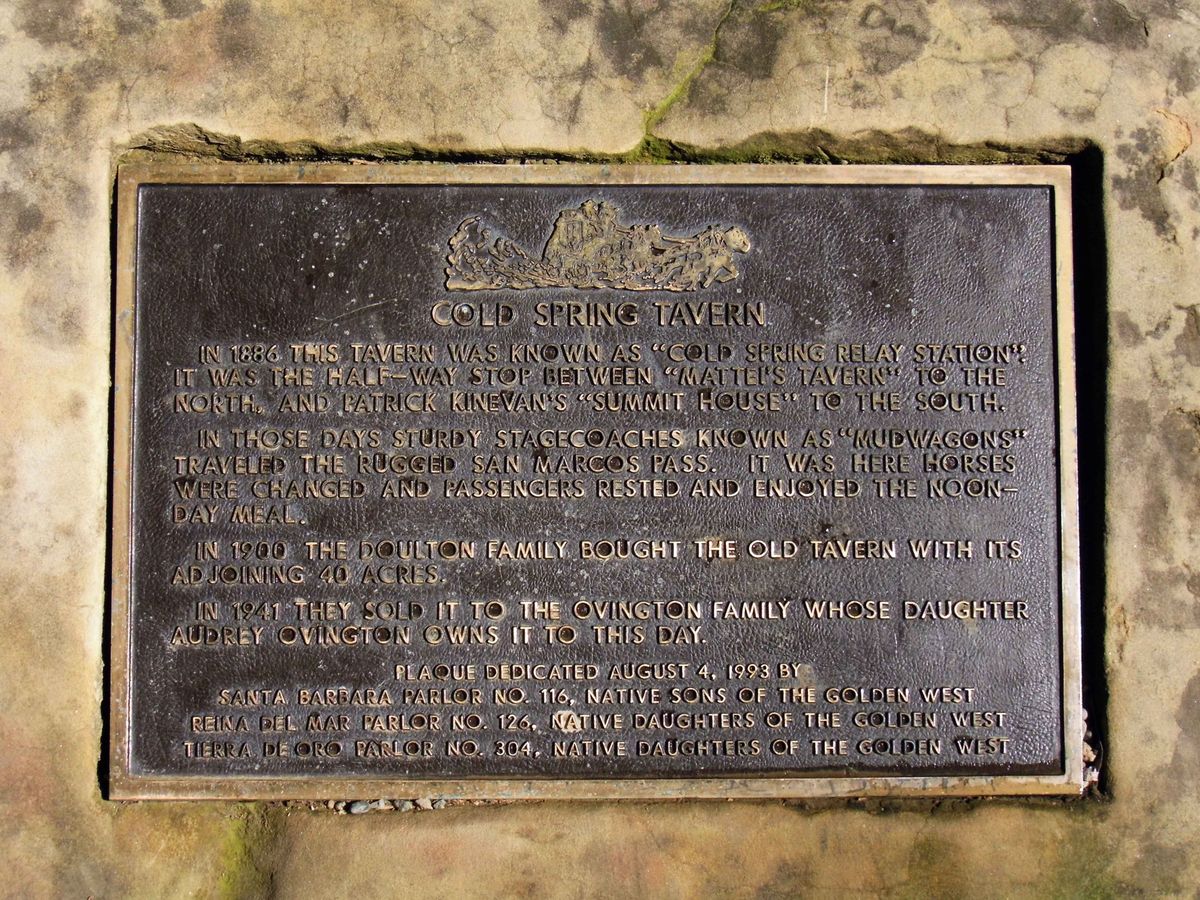 COLD SPRING TAVERN
IN 1886 THIS TAVERN WAS KNOWN AS "COLD SPRING RELAY STATION".
IT WAS THE HALF-WAY STOP BETWEEN "MATTEI'S TAVERN" TO THE
NORTH, AND PATRICK KINEVAN'S "SUMMIT HOUSE" TO THE SOUTH.
IN THOSE DAYS STURDY STAGECOACHES KNOWN AS "MUDWAGONS"
TRAVELED THE RUGGED SAN MARCOS PASS. IT WAS HERE HORSES
WERE CHANGED AND PASSENGERS RESTED AND ENJOYED THE NOON-
DAY MEAL.
IN 1900 THE DOULTON FAMILY BOUGHT THE OLD TAVERN WITH ITS
ADJOINING 40 ACRES.
IN 1941 THEY SOLD IT TO THE OVINGTON FAMILY WHOSE DAUGHTER
AUDREY OVINGTON OWNS IT TO THIS DAY.
PLAQUE DEDICATED AUGUST 4, 1993 BY
SANTA BARBARA PARLOR NO. 116, NATIVE SONS OF THE GOLDEN WEST
REINA DEL MAR PARLOR NO. 126, NATIVE DAUGHTERS OF THE GOLDEN WEST
TIERRA DE ORO PARLOR NO. 304, NATIVE DAUGHTERS OF THE GOLDEN WEST